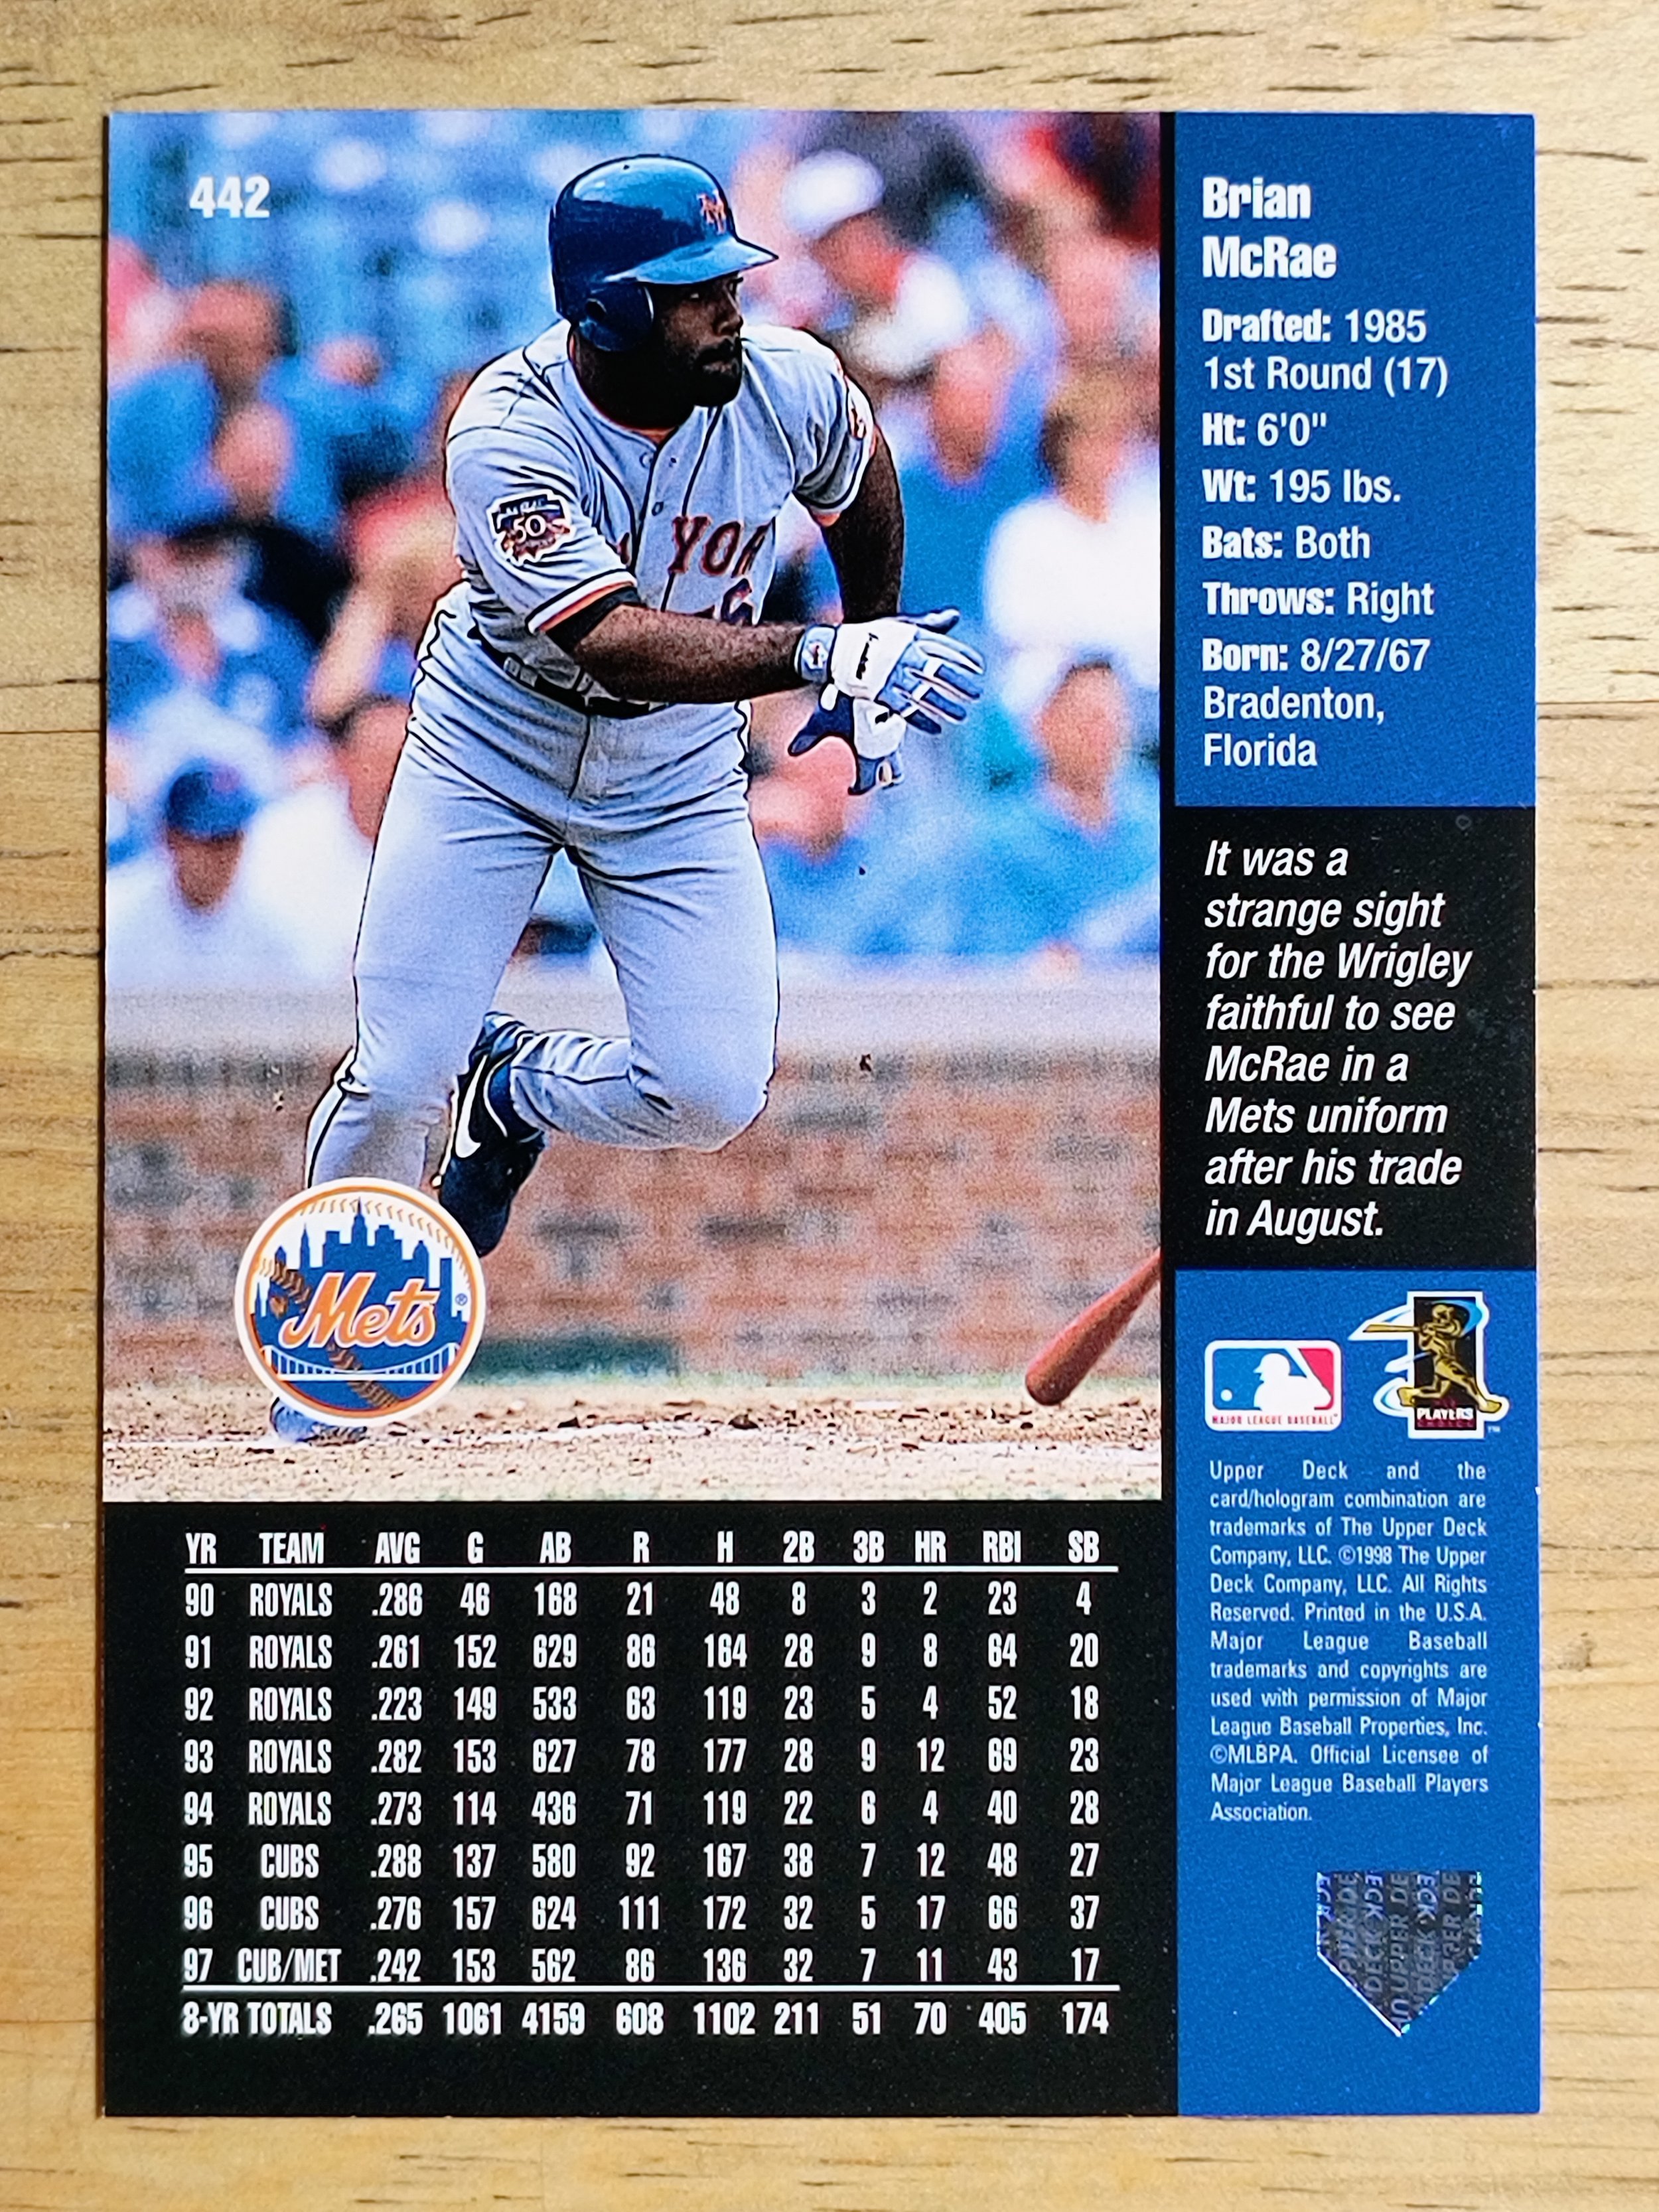 442
YOR
50
Mets ®
Brian
McRae
Drafted: 1985
1st Round (17)
Ht: 6'0"
Wt: 195 lbs.
Bats: Both
Throws: Right
Born: 8/27/67
Bradenton,
Florida
It was a
strange sight
for the Wrigley
faithful to see
McRae in a
Mets uniform
after his trade
in August.
MAJOR LEAGUE BASEBALL
PLAYERS
CHOICE
TM
Upper Deck and the
card/hologram combination are
trademarks of The Upper Deck
Company, LLC. ©1998 The Upper
Deck Company, LLC. All Rights
Reserved. Printed in the U.S.A.
Major League Baseball
trademarks and copyrights are
used with permission of Major
League Baseball Properties, Inc.
©MLBPA. Official Licensee of
Major League Baseball Players
Association.
YR TEAM AVG G AB R H 2B 3B HR RBI SB
90 ROYALS .286 46 168 21 48 8 3 2 23 4
91 ROYALS .261 152 629 86 164 28 9 8 64 20
92 ROYALS .223 149 533 63 119 23 5 4 52 18
93 ROYALS .282 153 627 78 177 28 9 12 69 23
94 ROYALS .273 114 436 71 119 22 6 4 40 28
95 CUBS .288 137 580 92 167 38 7 12 48 27
96 CUBS .276 157 624 111 172 32 5 17 66 37
97 CUB/MET .242 153 562 86 136 32 7 11 43 17
8-YR TOTALS .265 1061 4159 608 1102 211 51 70 405 174